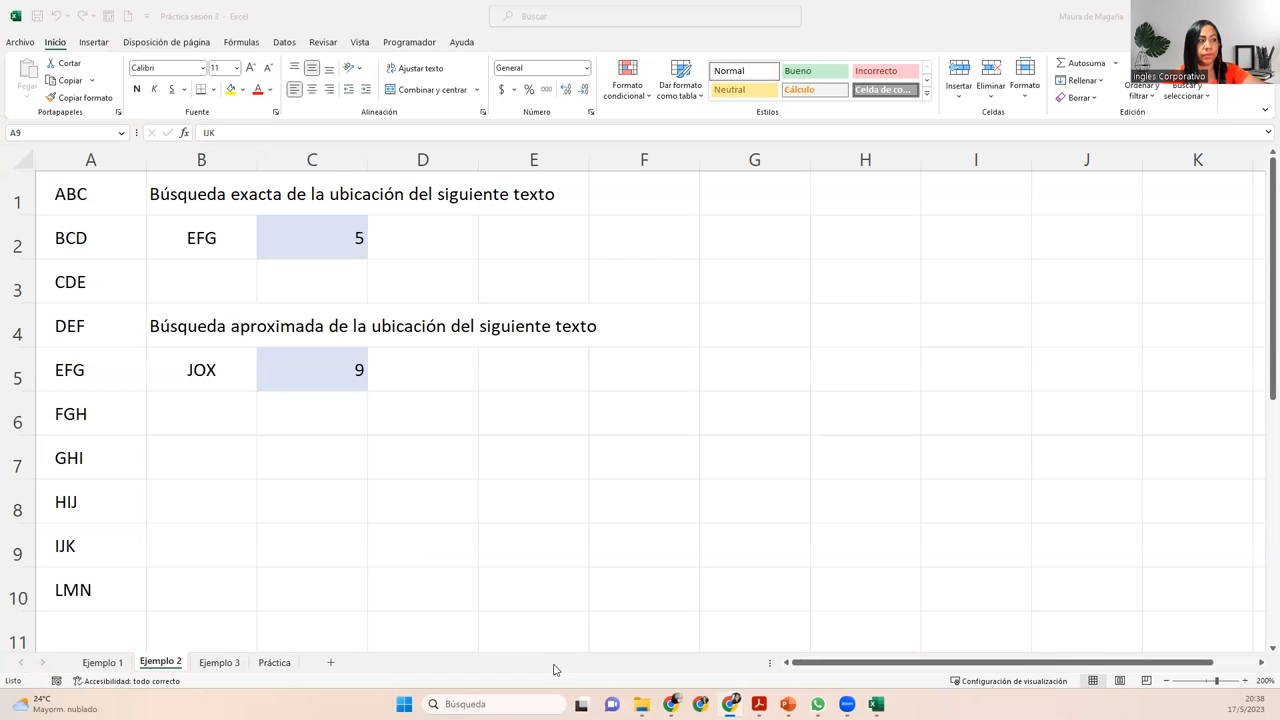 Práctica sesión 3 - Excel
Buscar
Maura de Magaña
Archivo Inicio Insertar Disposición de página Fórmulas Datos Revisar Vista Programador Ayuda
Ingles Corporativo
Pegar
Cortar
Copiar
Copiar formato
Portapapeles
Calibri 11
N K S
Fuente
Ajustar texto
Combinar y centrar
Alineación
General
$ % 000
Número
Formato condicional
Dar formato como tabla
Normal Bueno Incorrecto
Neutral Cálculo Celda de co...
Estilos
Insertar Eliminar Formato
Celdas
Autosuma
Rellenar
Borrar
Ordenar y filtrar
Buscar y seleccionar
Edición
A9 fx IJK
A B C D E F G H I J K
1 ABC Búsqueda exacta de la ubicación del siguiente texto
2 BCD EFG 5
3 CDE
4 DEF Búsqueda aproximada de la ubicación del siguiente texto
5 EFG JOX 9
6 FGH
7 GHI
8 HIJ
9 IJK
10 LMN
11
Ejemplo 1 Ejemplo 2 Ejemplo 3 Práctica +
Listo Accesibilidad: todo correcto Configuración de visualización 200%
24°C
Mayorm. nublado
Búsqueda
zoom
20:38
17/5/2023